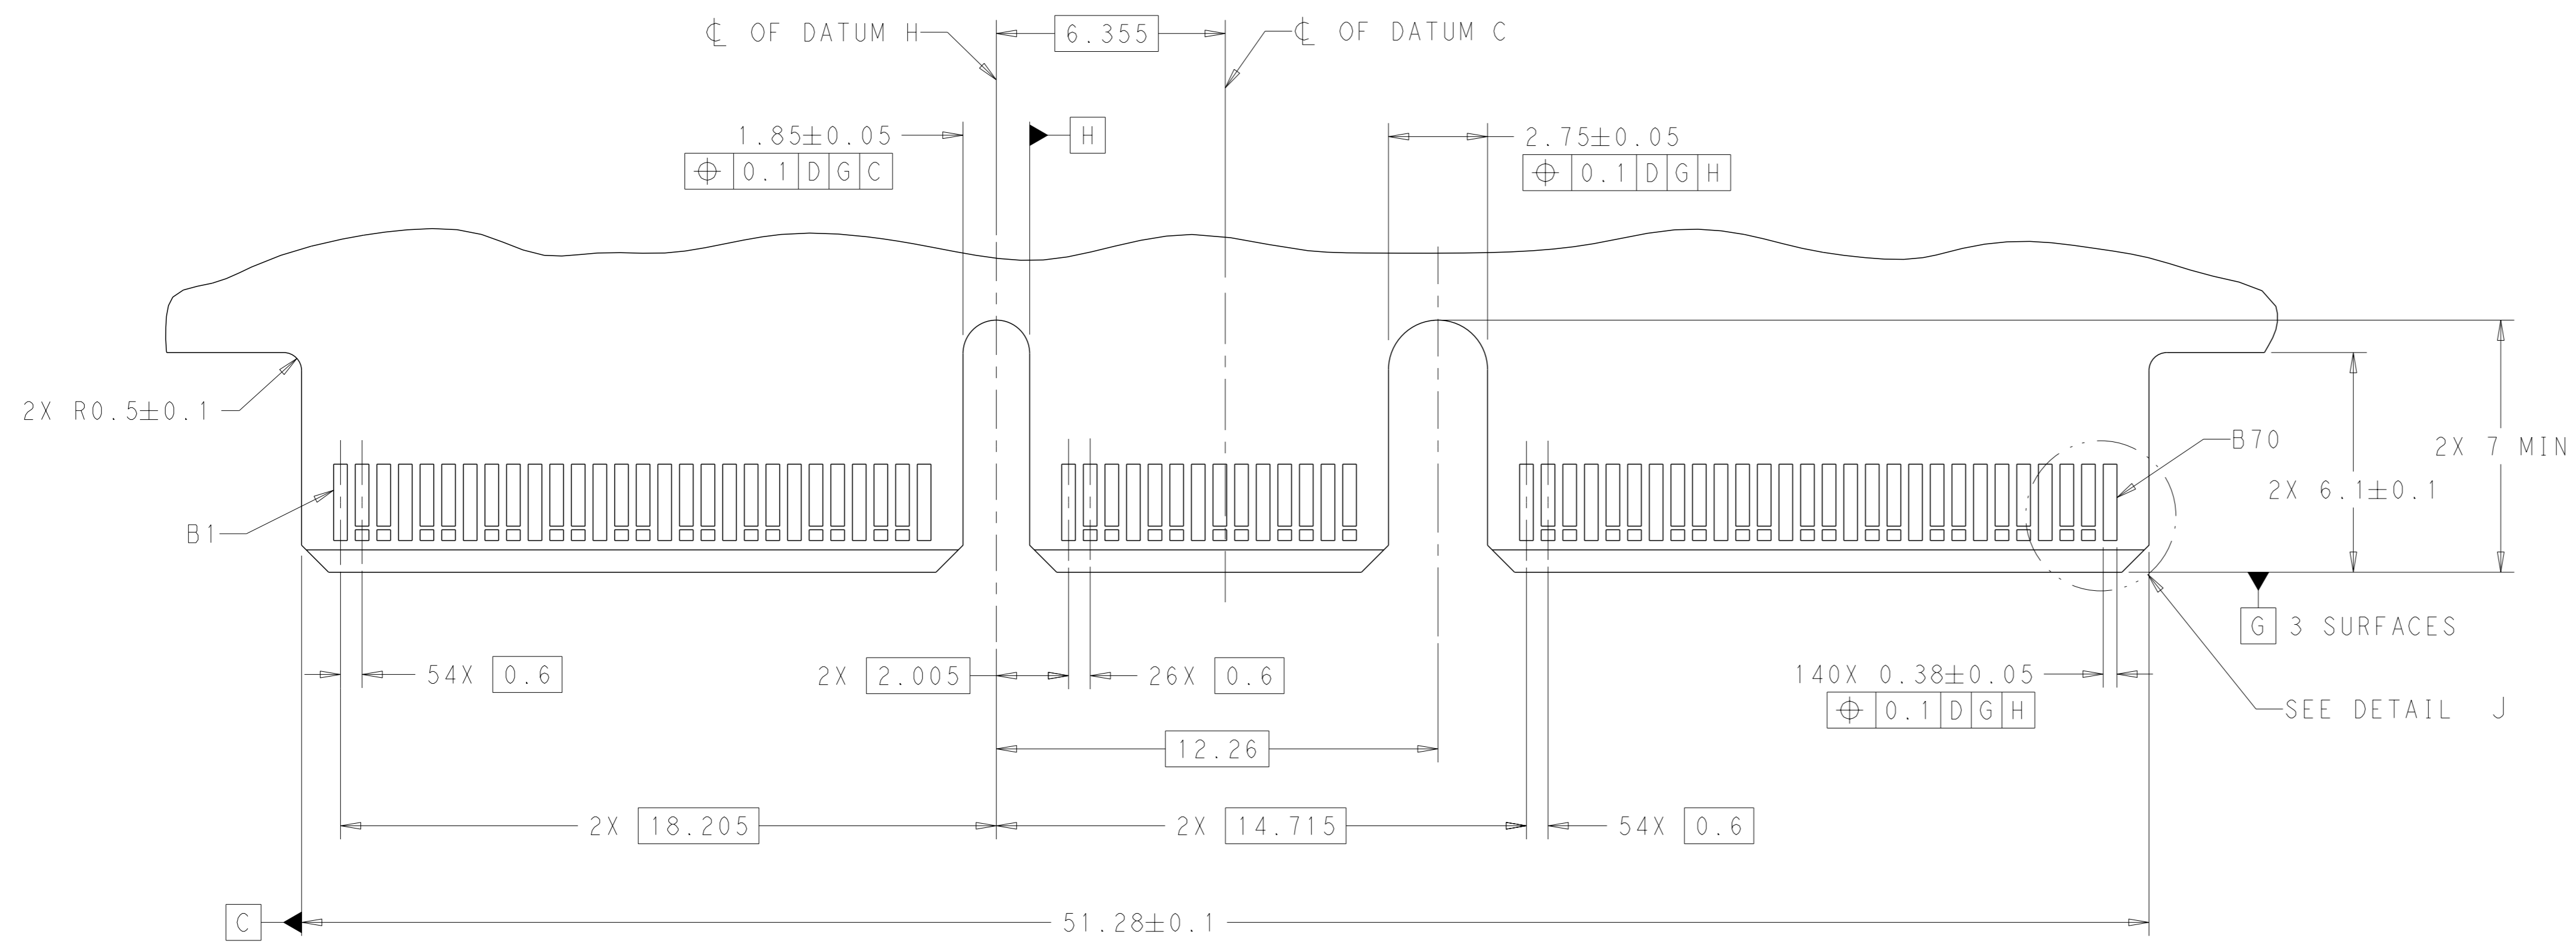 ℄ OF DATUM H
6.355
℄ OF DATUM C
1.85±0.05
⌖ 0.1 D G C
H
2.75±0.05
⌖ 0.1 D G H
2X R0.5±0.1
B1
B70
2X 7 MIN
2X 6.1±0.1
G 3 SURFACES
54X 0.6
2X 2.005
26X 0.6
140X 0.38±0.05
⌖ 0.1 D G H
SEE DETAIL J
12.26
2X 18.205
2X 14.715
54X 0.6
C
51.28±0.1